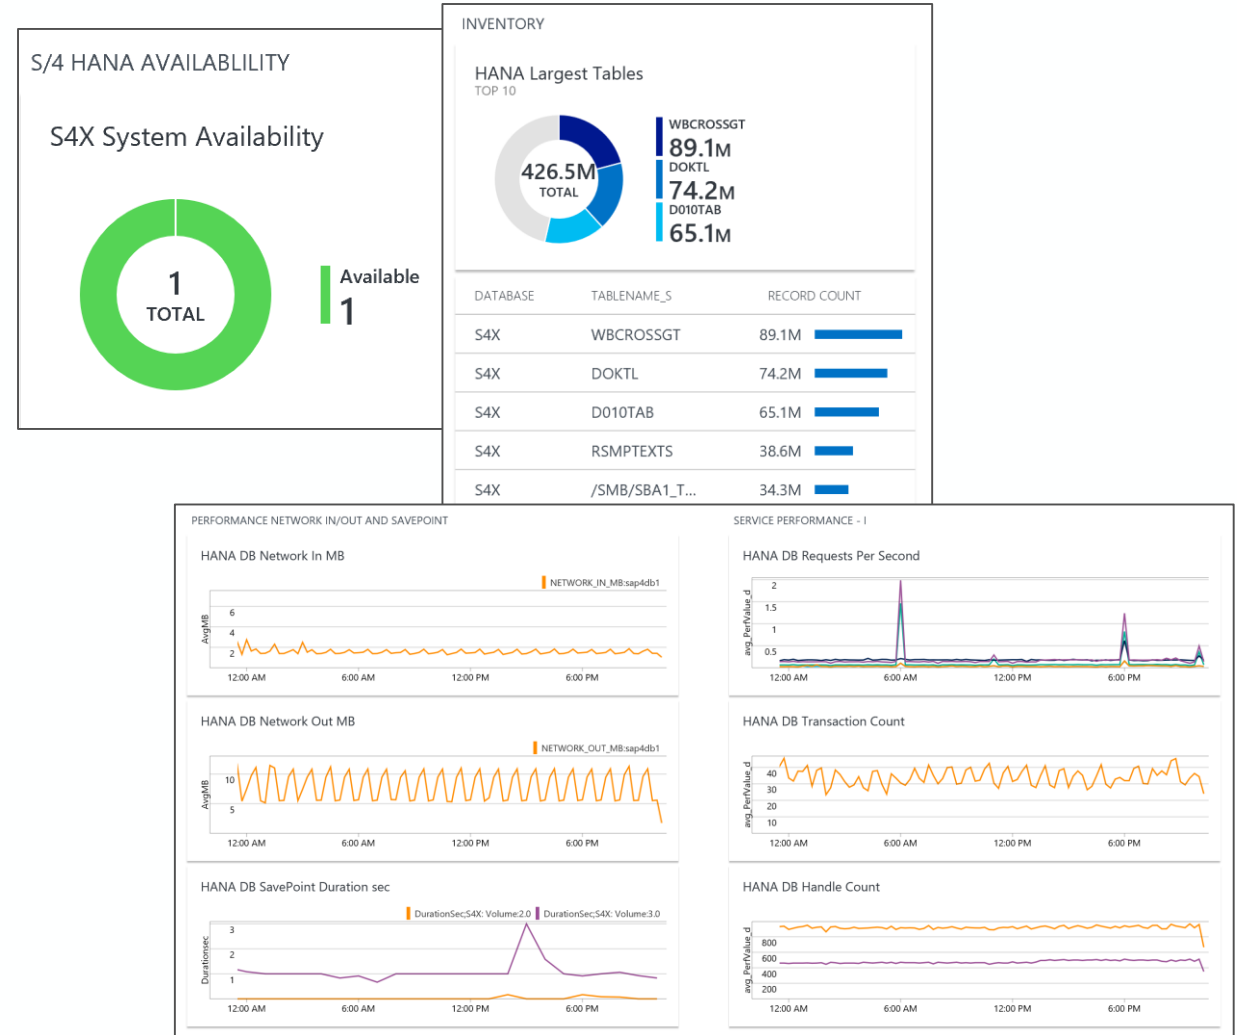 S/4 HANA AVAILABLILITY
S4X System Availability
1
TOTAL
Available
1
INVENTORY
HANA Largest Tables
TOP 10
426.5M
TOTAL
WBCROSSGT
89.1M
DOKTL
74.2M
D010TAB
65.1M
DATABASE TABLENAME_S RECORD COUNT
S4X WBCROSSGT 89.1M
S4X DOKTL 74.2M
S4X D010TAB 65.1M
S4X RSMPTEXTS 38.6M
S4X /SMB/SBA1_T... 34.3M
PERFORMANCE NETWORK IN/OUT AND SAVEPOINT
HANA DB Network In MB
NETWORK_IN_MB:sap4db1
AvgMB
6
4
2
12:00 AM 6:00 AM 12:00 PM 6:00 PM
HANA DB Network Out MB
NETWORK_OUT_MB:sap4db1
AvgMB
10
5
12:00 AM 6:00 AM 12:00 PM 6:00 PM
HANA DB SavePoint Duration sec
DurationSec;S4X: Volume:2.0 DurationSec;S4X: Volume:3.0
Durationsec
3
2
1
12:00 AM 6:00 AM 12:00 PM 6:00 PM
SERVICE PERFORMANCE - I
HANA DB Requests Per Second
avg_PerfValue_d
2
1.5
1
0.5
12:00 AM 6:00 AM 12:00 PM 6:00 PM
HANA DB Transaction Count
avg_PerfValue_d
40
30
20
10
12:00 AM 6:00 AM 12:00 PM 6:00 PM
HANA DB Handle Count
avg_PerfValue_d
800
600
400
200
12:00 AM 6:00 AM 12:00 PM 6:00 PM